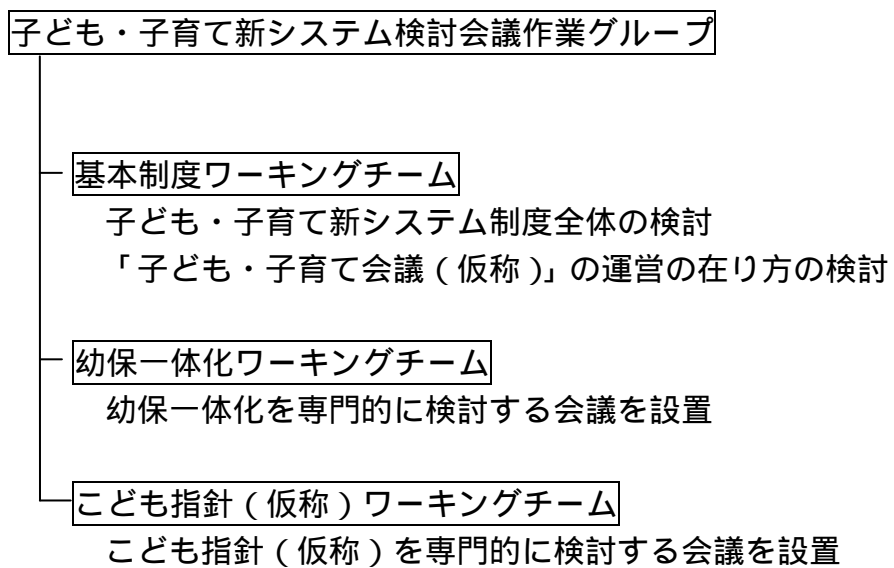 子ども・子育て新システム検討会議作業グループ
基本制度ワーキングチーム
子ども・子育て新システム制度全体の検討
「子ども・子育て会議（仮称）」の運営の在り方の検討
幼保一体化ワーキングチーム
幼保一体化を専門的に検討する会議を設置
こども指針（仮称）ワーキングチーム
こども指針（仮称）を専門的に検討する会議を設置